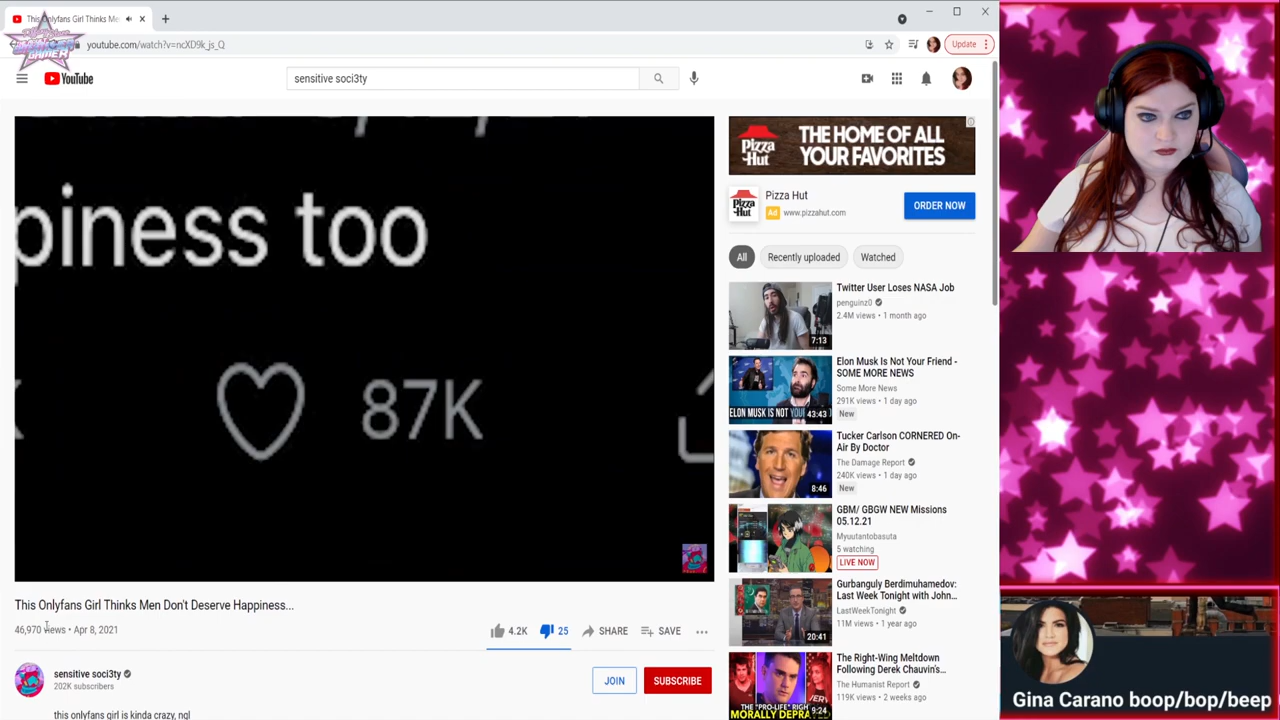 This Onlyfans Girl Thinks Me
youtube.com/watch?v=ncXD9k_js_Q
Update
GAMER
YouTube
sensitive soci3ty
piness too
87K
THE HOME OF ALL
YOUR FAVORITES
Pizza Hut
Pizza Hut
Ad www.pizzahut.com
ORDER NOW
All
Recently uploaded
Watched
Twitter User Loses NASA Job
penguinz0
2.4M views • 1 month ago
7:13
Elon Musk Is Not Your Friend -
SOME MORE NEWS
Some More News
291K views • 1 day ago
New
ELON MUSK IS NOT YOUR
43:43
Tucker Carlson CORNERED On-
Air By Doctor
The Damage Report
240K views • 1 day ago
New
8:46
GBM/ GBGW NEW Missions
05.12.21
Myuutantobasuta
5 watching
LIVE NOW
Gurbanguly Berdimuhamedov:
Last Week Tonight with John...
LastWeekTonight
11M views • 1 year ago
20:41
The Right-Wing Meltdown
Following Derek Chauvin's...
The Humanist Report
119K views • 2 weeks ago
THE "PRO-LIFE" RIGH
MORALLY DEPRA
9:24
This Onlyfans Girl Thinks Men Don't Deserve Happiness...
46,970 views • Apr 8, 2021
4.2K
25
SHARE
SAVE
sensitive soci3ty
202K subscribers
JOIN
SUBSCRIBE
this onlyfans girl is kinda crazy, ngl
Gina Carano boop/bop/beep